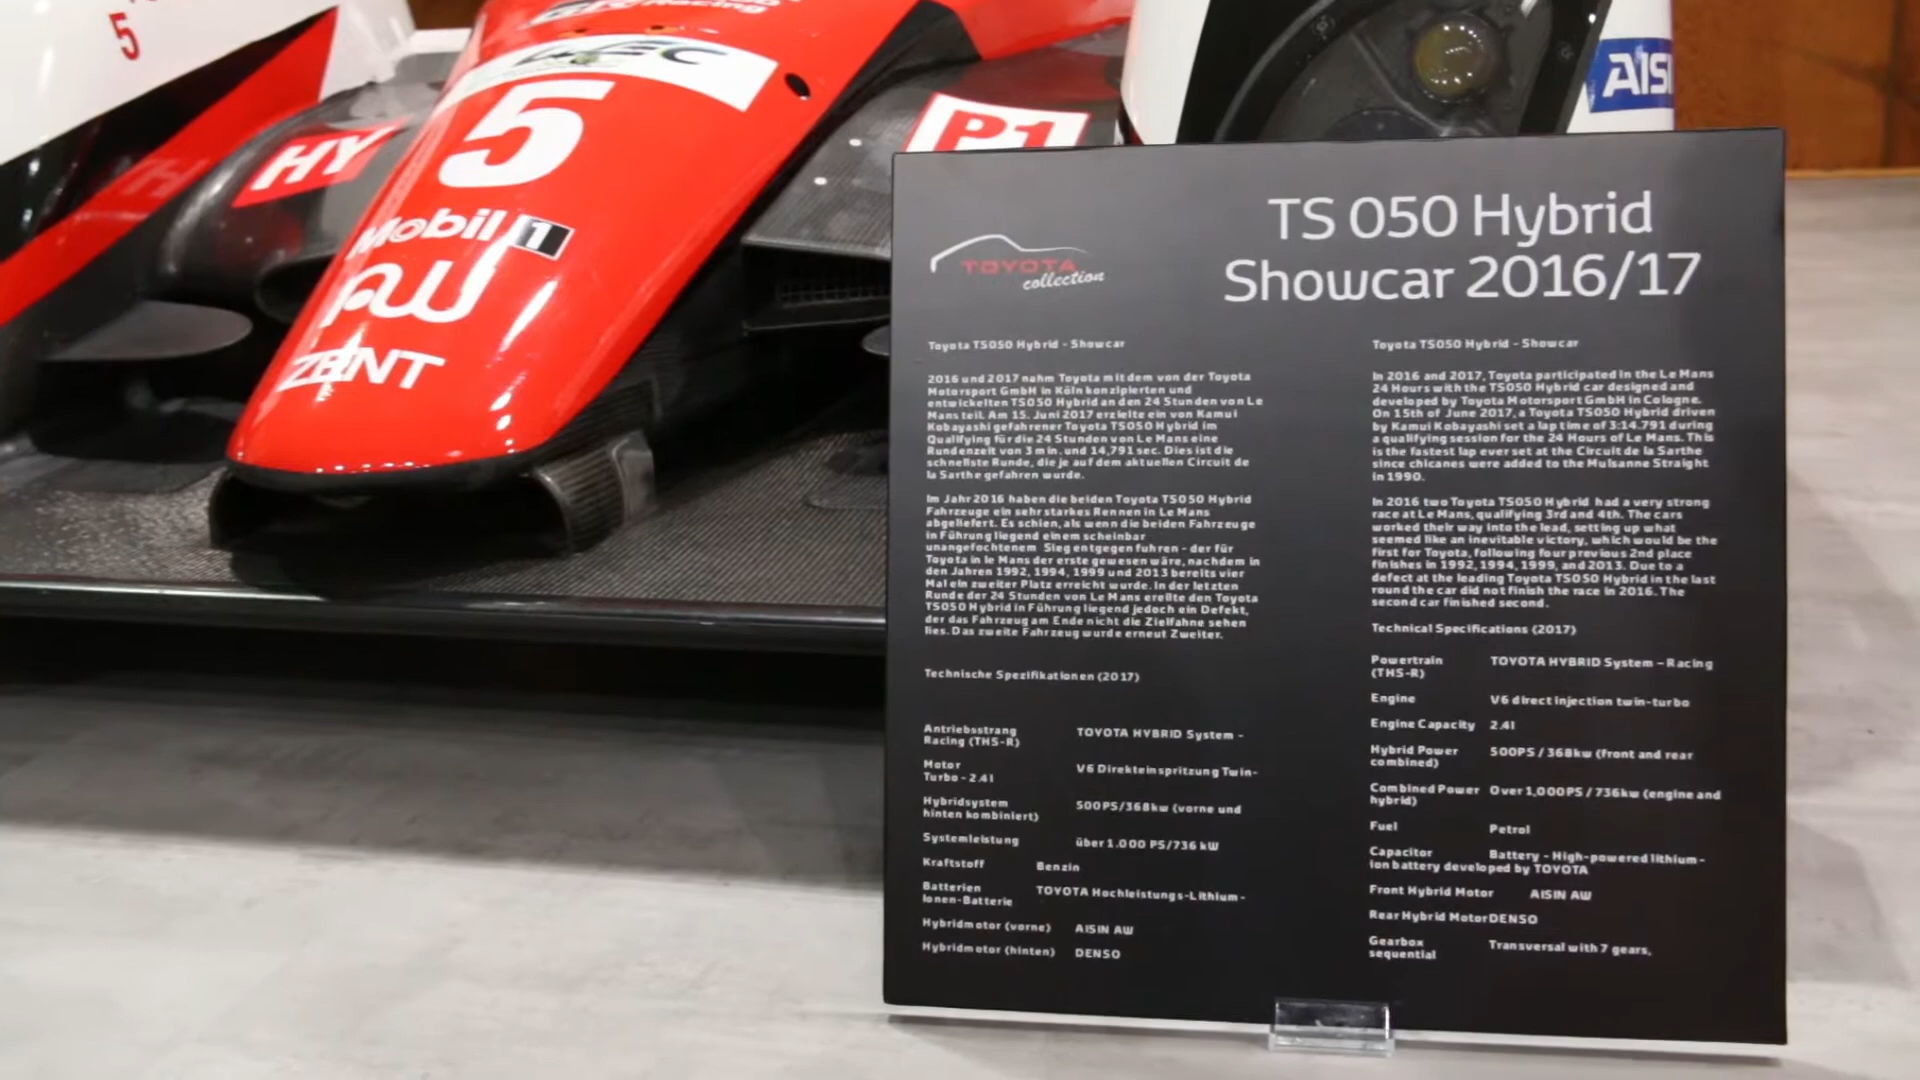 5
Racing
WEC
5
HY
P1
AIS
Mobil 1
pw
ZENT
TOYOTA
collection
TS 050 Hybrid
Showcar 2016/17
Toyota TS050 Hybrid - Showcar
2016 und 2017 nahm Toyota mit dem von der Toyota
Motorsport GmbH in Köln konzipierten und
entwickelten TS050 Hybrid an den 24 Stunden von Le
Mans teil. Am 15. Juni 2017 erzielte ein von Kamui
Kobayashi gefahrener Toyota TS050 Hybrid im
Qualifying für die 24 Stunden von Le Mans eine
Rundenzeit von 3 min. und 14,791 sec. Dies ist die
schnellste Runde, die je auf dem aktuellen Circuit de
la Sarthe gefahren wurde.
Im Jahr 2016 haben die beiden Toyota TS050 Hybrid
Fahrzeuge ein sehr starkes Rennen in Le Mans
abgeliefert. Es schien, als wenn die beiden Fahrzeuge
in Führung liegend einem scheinbar
unangefochtenem Sieg entgegen fuhren - der für
Toyota in le Mans der erste gewesen wäre, nachdem in
den Jahren 1992, 1994, 1999 und 2013 bereits vier
Mal ein zweiter Platz erreicht wurde. In der letzten
Runde der 24 Stunden von Le Mans ereilte den Toyota
TS050 Hybrid in Führung liegend jedoch ein Defekt,
der das Fahrzeug am Ende nicht die Zielfahne sehen
lies. Das zweite Fahrzeug wurde erneut Zweiter.
Technische Spezifikationen (2017)
Antriebsstrang TOYOTA HYBRID System -
Racing (THS-R)
Motor V6 Direkteinspritzung Twin-
Turbo - 2.4l
Hybridsystem 500PS/368kw (vorne und
hinten kombiniert)
Systemleistung über 1.000 PS/736 kW
Kraftstoff Benzin
Batterien TOYOTA Hochleistungs-Lithium-
Ionen-Batterie
Hybridmotor (vorne) AISIN AW
Hybridmotor (hinten) DENSO
Toyota TS050 Hybrid - Showcar
In 2016 and 2017, Toyota participated in the Le Mans
24 Hours with the TS050 Hybrid car designed and
developed by Toyota Motorsport GmbH in Cologne.
On 15th of June 2017, a Toyota TS050 Hybrid driven
by Kamui Kobayashi set a lap time of 3:14.791 during
a qualifying session for the 24 Hours of Le Mans. This
is the fastest lap ever set at the Circuit de la Sarthe
since chicanes were added to the Mulsanne Straight
in 1990.
In 2016 two Toyota TS050 Hybrid had a very strong
race at Le Mans, qualifying 3rd and 4th. The cars
worked their way into the lead, setting up what
seemed like an inevitable victory, which would be the
first for Toyota, following four previous 2nd place
finishes in 1992, 1994, 1999, and 2013. Due to a
defect at the leading Toyota TS050 Hybrid in the last
round the car did not finish the race in 2016. The
second car finished second.
Technical Specifications (2017)
Powertrain TOYOTA HYBRID System – Racing
(THS-R)
Engine V6 direct injection twin-turbo
Engine Capacity 2.4l
Hybrid Power 500PS / 368kw (front and rear
combined)
Combined Power Over 1,000PS / 736kw (engine and
hybrid)
Fuel Petrol
Capacitor Battery - High-powered lithium-
ion battery developed by TOYOTA
Front Hybrid Motor AISIN AW
Rear Hybrid Motor DENSO
Gearbox Transversal with 7 gears,
sequential